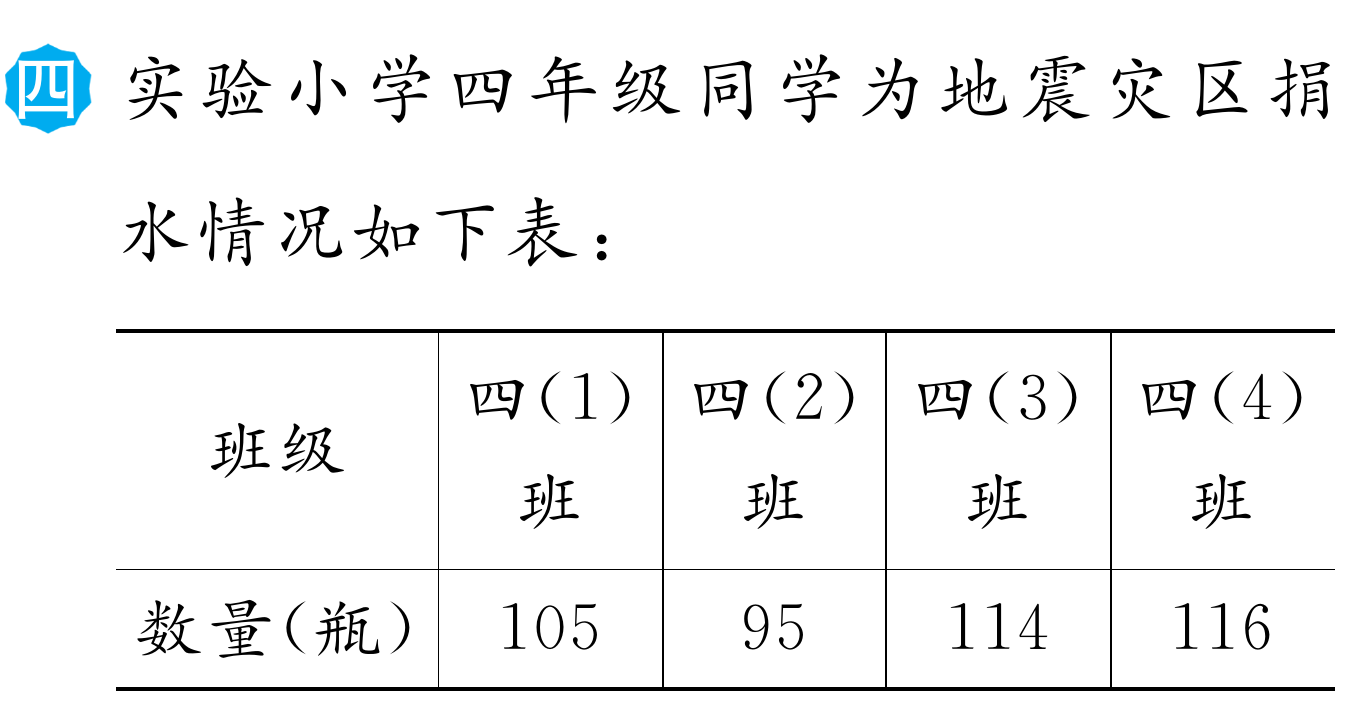 四 实验小学四年级同学为地震灾区捐
水情况如下表：
班级 四(1)班 四(2)班 四(3)班 四(4)班
数量(瓶) 105 95 114 116